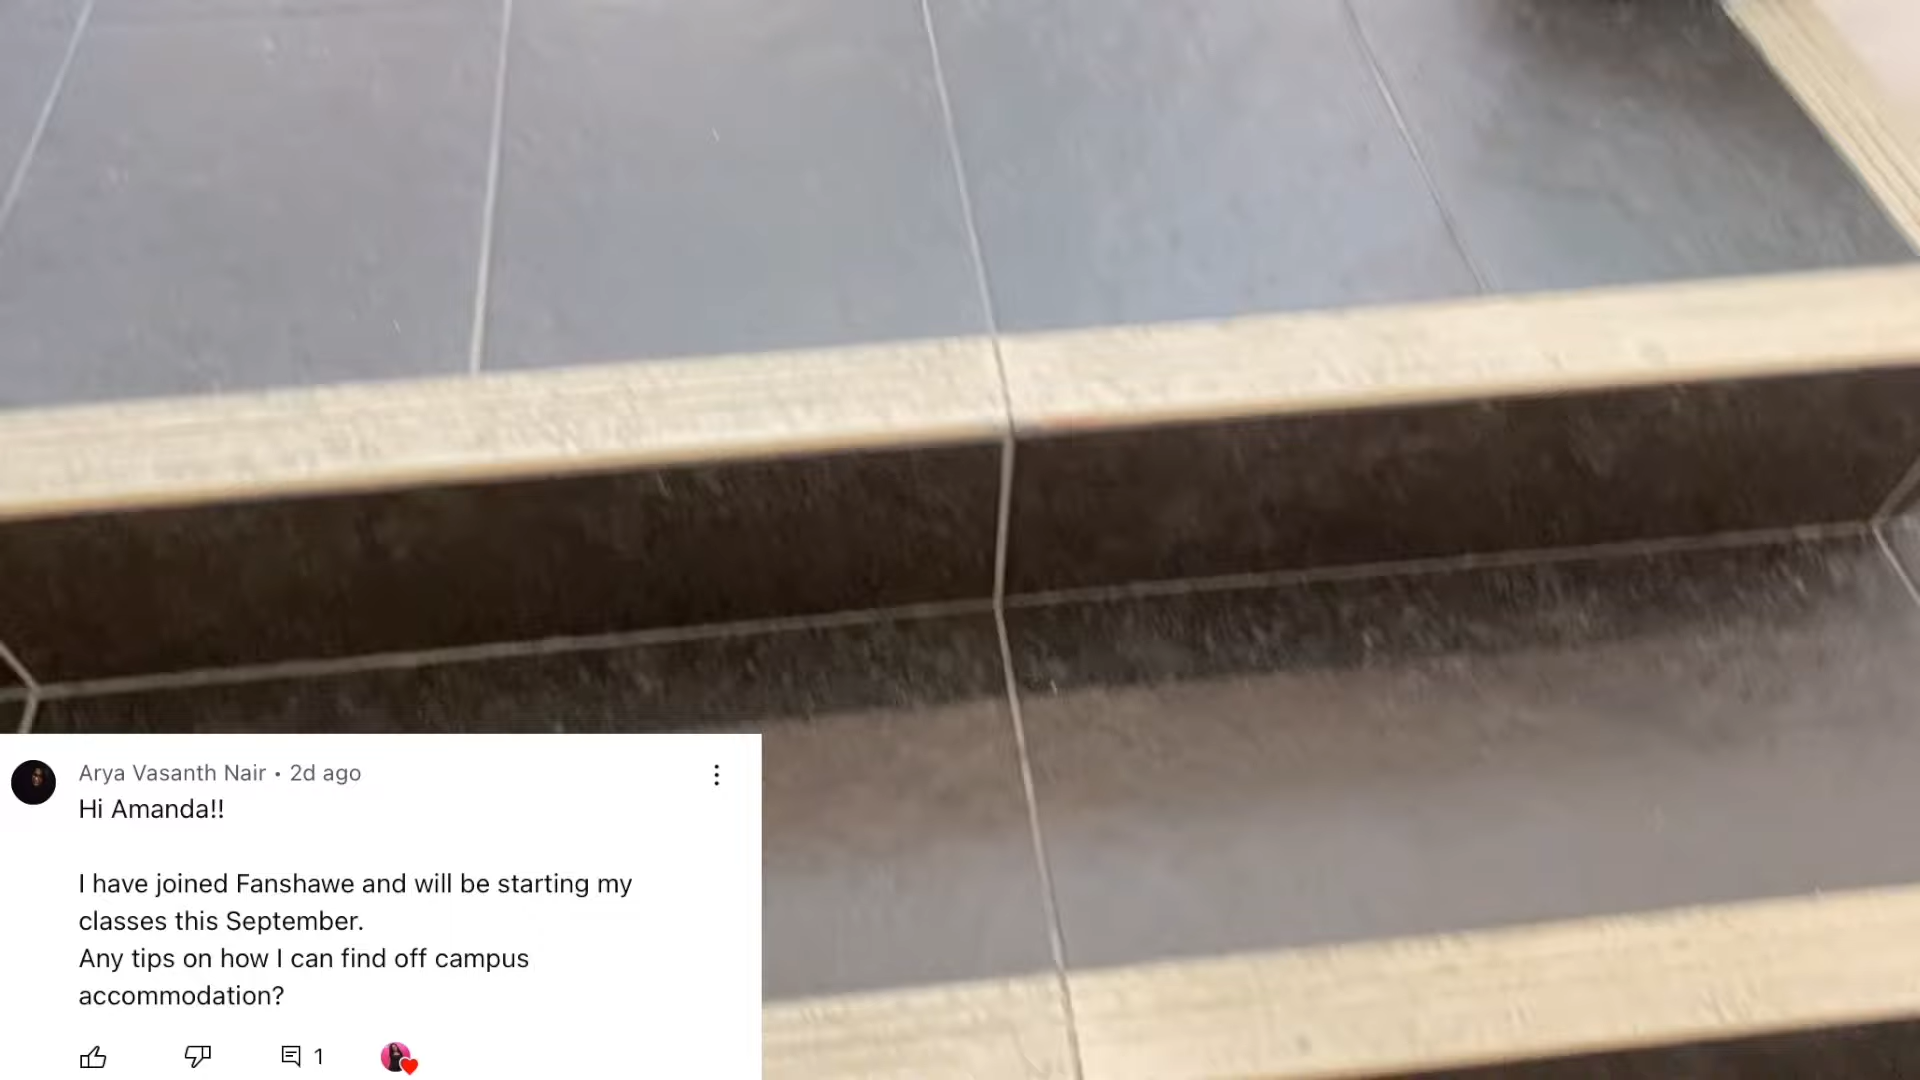 Arya Vasanth Nair • 2d ago
Hi Amanda!!
I have joined Fanshawe and will be starting my
classes this September.
Any tips on how I can find off campus
accommodation?
1